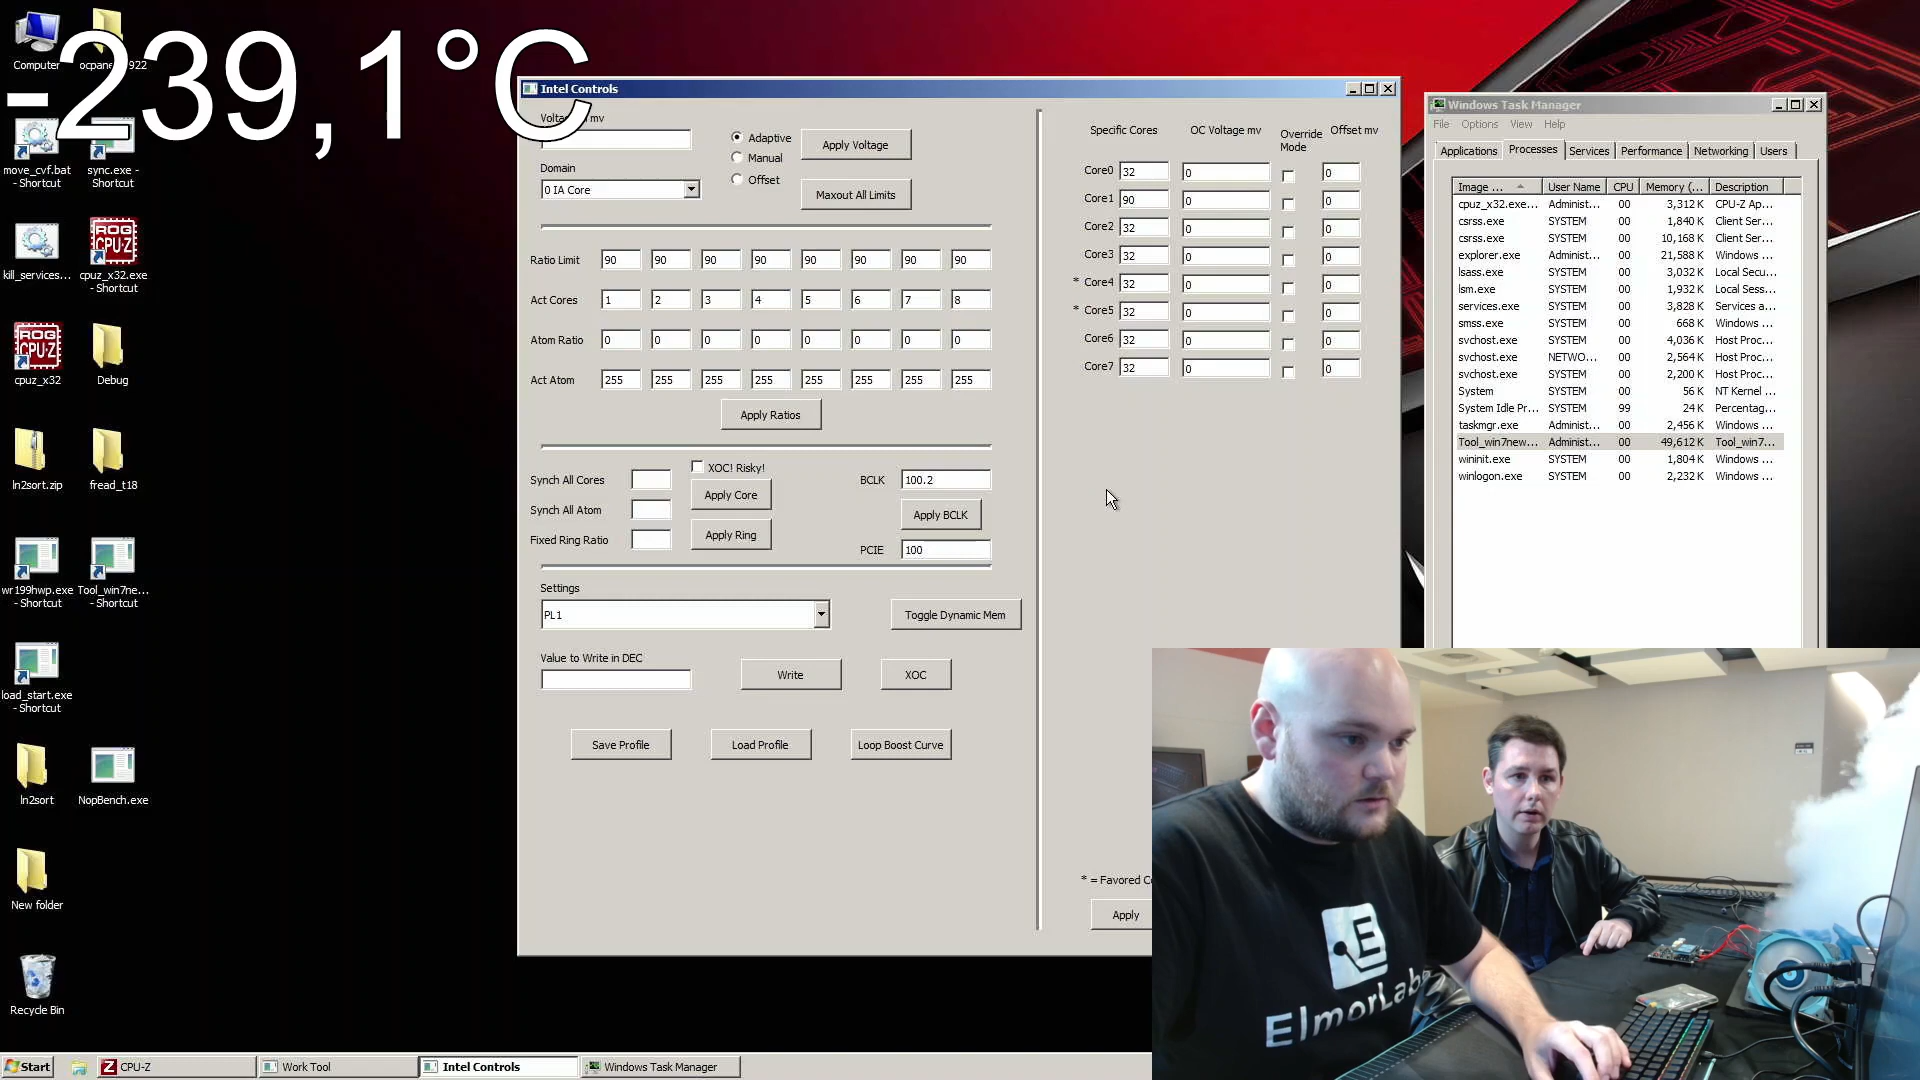 -239,1°C
Computer
ocpane
922
move_cvf.bat
- Shortcut
sync.exe -
Shortcut
kill_services...
ROG
CPU-Z
cpuz_x32.exe
- Shortcut
ROG
CPU-Z
cpuz_x32
Debug
ln2sort.zip
fread_t18
wr199hwp.exe
- Shortcut
Tool_win7ne...
- Shortcut
load_start.exe
- Shortcut
ln2sort
NopBench.exe
New folder
Recycle Bin
Intel Controls
mv
Adaptive
Manual
Offset
Apply Voltage
Domain
0 IA Core
Maxout All Limits
Ratio Limit 90 90 90 90 90 90 90 90
Act Cores 1 2 3 4 5 6 7 8
Atom Ratio 0 0 0 0 0 0 0 0
Act Atom 255 255 255 255 255 255 255 255
Apply Ratios
Synch All Cores
XOC! Risky!
Apply Core
BCLK 100.2
Synch All Atom
Apply BCLK
Fixed Ring Ratio
Apply Ring
PCIE 100
Settings
PL1
Toggle Dynamic Mem
Value to Write in DEC
Write
XOC
Save Profile
Load Profile
Loop Boost Curve
Specific Cores OC Voltage mv Override Mode Offset mv
Core0 32 0 0
Core1 90 0 0
Core2 32 0 0
Core3 32 0 0
* Core4 32 0 0
* Core5 32 0 0
Core6 32 0 0
Core7 32 0 0
* = Favored
Apply
Windows Task Manager
File Options View Help
Applications Processes Services Performance Networking Users
Image ... User Name CPU Memory (... Description
cpuz_x32.exe... Administ... 00 3,312 K CPU-Z Ap...
csrss.exe SYSTEM 00 1,840 K Client Ser...
csrss.exe SYSTEM 00 10,168 K Client Ser...
explorer.exe Administ... 00 21,588 K Windows ...
lsass.exe SYSTEM 00 3,032 K Local Secu...
lsm.exe SYSTEM 00 1,932 K Local Sess...
services.exe SYSTEM 00 3,828 K Services a...
smss.exe SYSTEM 00 668 K Windows ...
svchost.exe SYSTEM 00 4,036 K Host Proc...
svchost.exe NETWO... 00 2,564 K Host Proc...
svchost.exe SYSTEM 00 2,200 K Host Proc...
System SYSTEM 00 56 K NT Kernel ...
System Idle Pr... SYSTEM 99 24 K Percentag...
taskmgr.exe Administ... 00 2,456 K Windows ...
Tool_win7new... Administ... 00 49,612 K Tool_win7...
wininit.exe SYSTEM 00 1,804 K Windows ...
winlogon.exe SYSTEM 00 2,232 K Windows ...
ElmorLabs
Start
CPU-Z
Work Tool
Intel Controls
Windows Task Manager